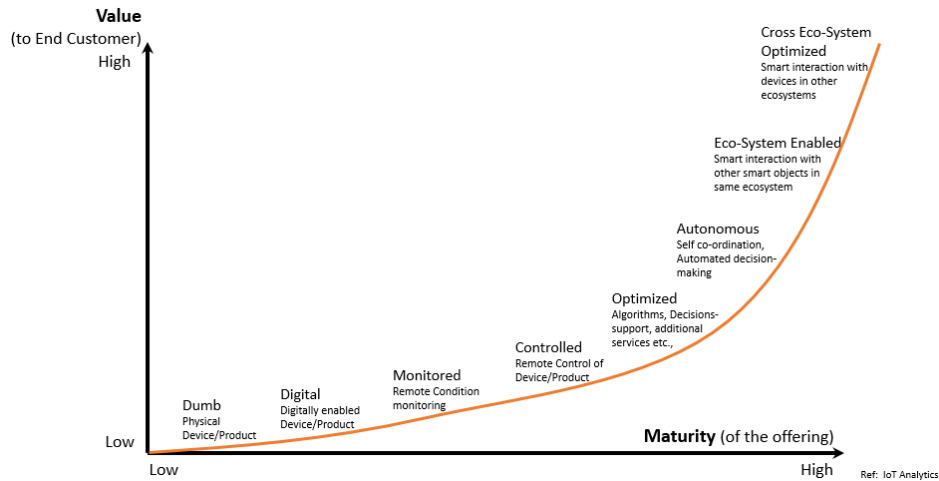 Value
(to End Customer)
High
Cross Eco-System
Optimized
Smart interaction with
devices in other
ecosystems
Eco-System Enabled
Smart interaction with
other smart objects in
same ecosystem
Autonomous
Self co-ordination,
Automated decision-
making
Optimized
Algorithms, Decisions-
support, additional
services etc.,
Controlled
Remote Control of
Device/Product
Monitored
Remote Condition
monitoring
Digital
Digitally enabled
Device/Product
Dumb
Physical
Device/Product
Low
Maturity (of the offering)
Low
High
Ref: IoT Analytics